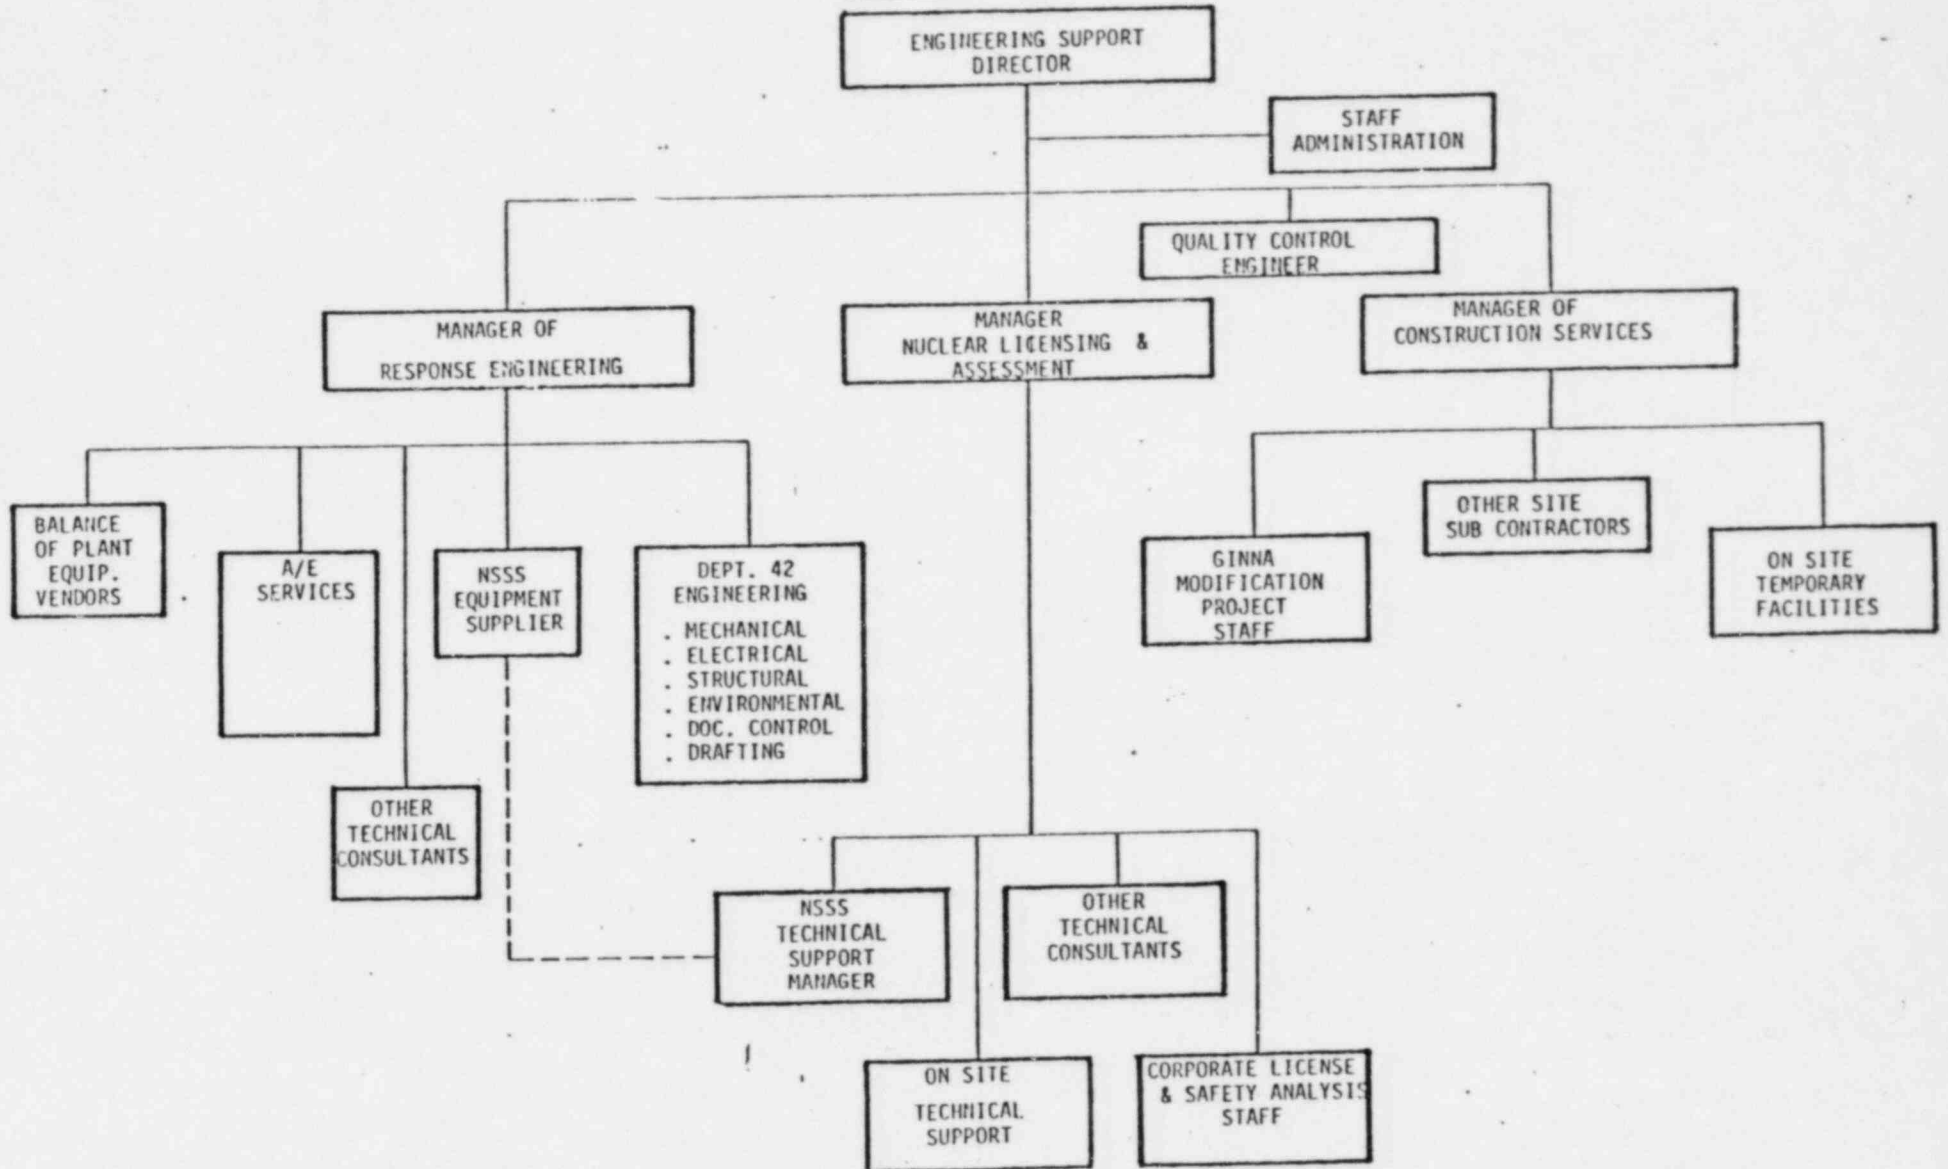 ENGINEERING SUPPORT
DIRECTOR
STAFF
ADMINISTRATION
QUALITY CONTROL
ENGINEER
MANAGER OF
RESPONSE ENGINEERING
MANAGER
NUCLEAR LICENSING &
ASSESSMENT
MANAGER OF
CONSTRUCTION SERVICES
BALANCE
OF PLANT
EQUIP.
VENDORS
A/E
SERVICES
OTHER
TECHNICAL
CONSULTANTS
NSSS
EQUIPMENT
SUPPLIER
DEPT. 42
ENGINEERING
. MECHANICAL
. ELECTRICAL
. STRUCTURAL
. ENVIRONMENTAL
. DOC. CONTROL
. DRAFTING
GINNA
MODIFICATION
PROJECT
STAFF
OTHER SITE
SUB CONTRACTORS
ON SITE
TEMPORARY
FACILITIES
NSSS
TECHNICAL
SUPPORT
MANAGER
ON SITE
TECHNICAL
SUPPORT
OTHER
TECHNICAL
CONSULTANTS
CORPORATE LICENSE
& SAFETY ANALYSIS
STAFF